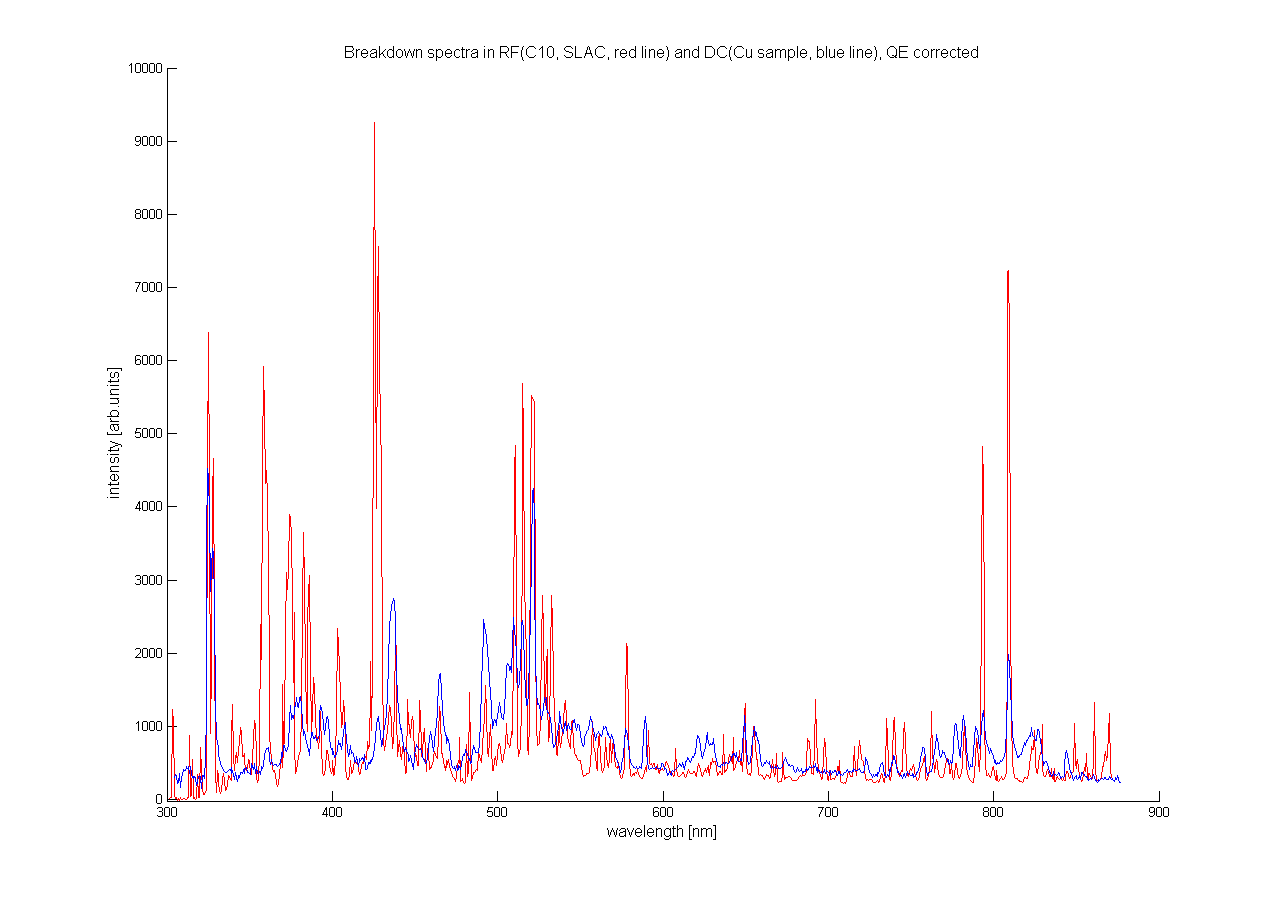 Breakdown spectra in RF(C10, SLAC, red line) and DC(Cu sample, blue line), QE corrected
10000
9000
8000
7000
6000
5000
4000
3000
2000
1000
0
intensity [arb.units]
300 400 500 600 700 800 900
wavelength [nm]